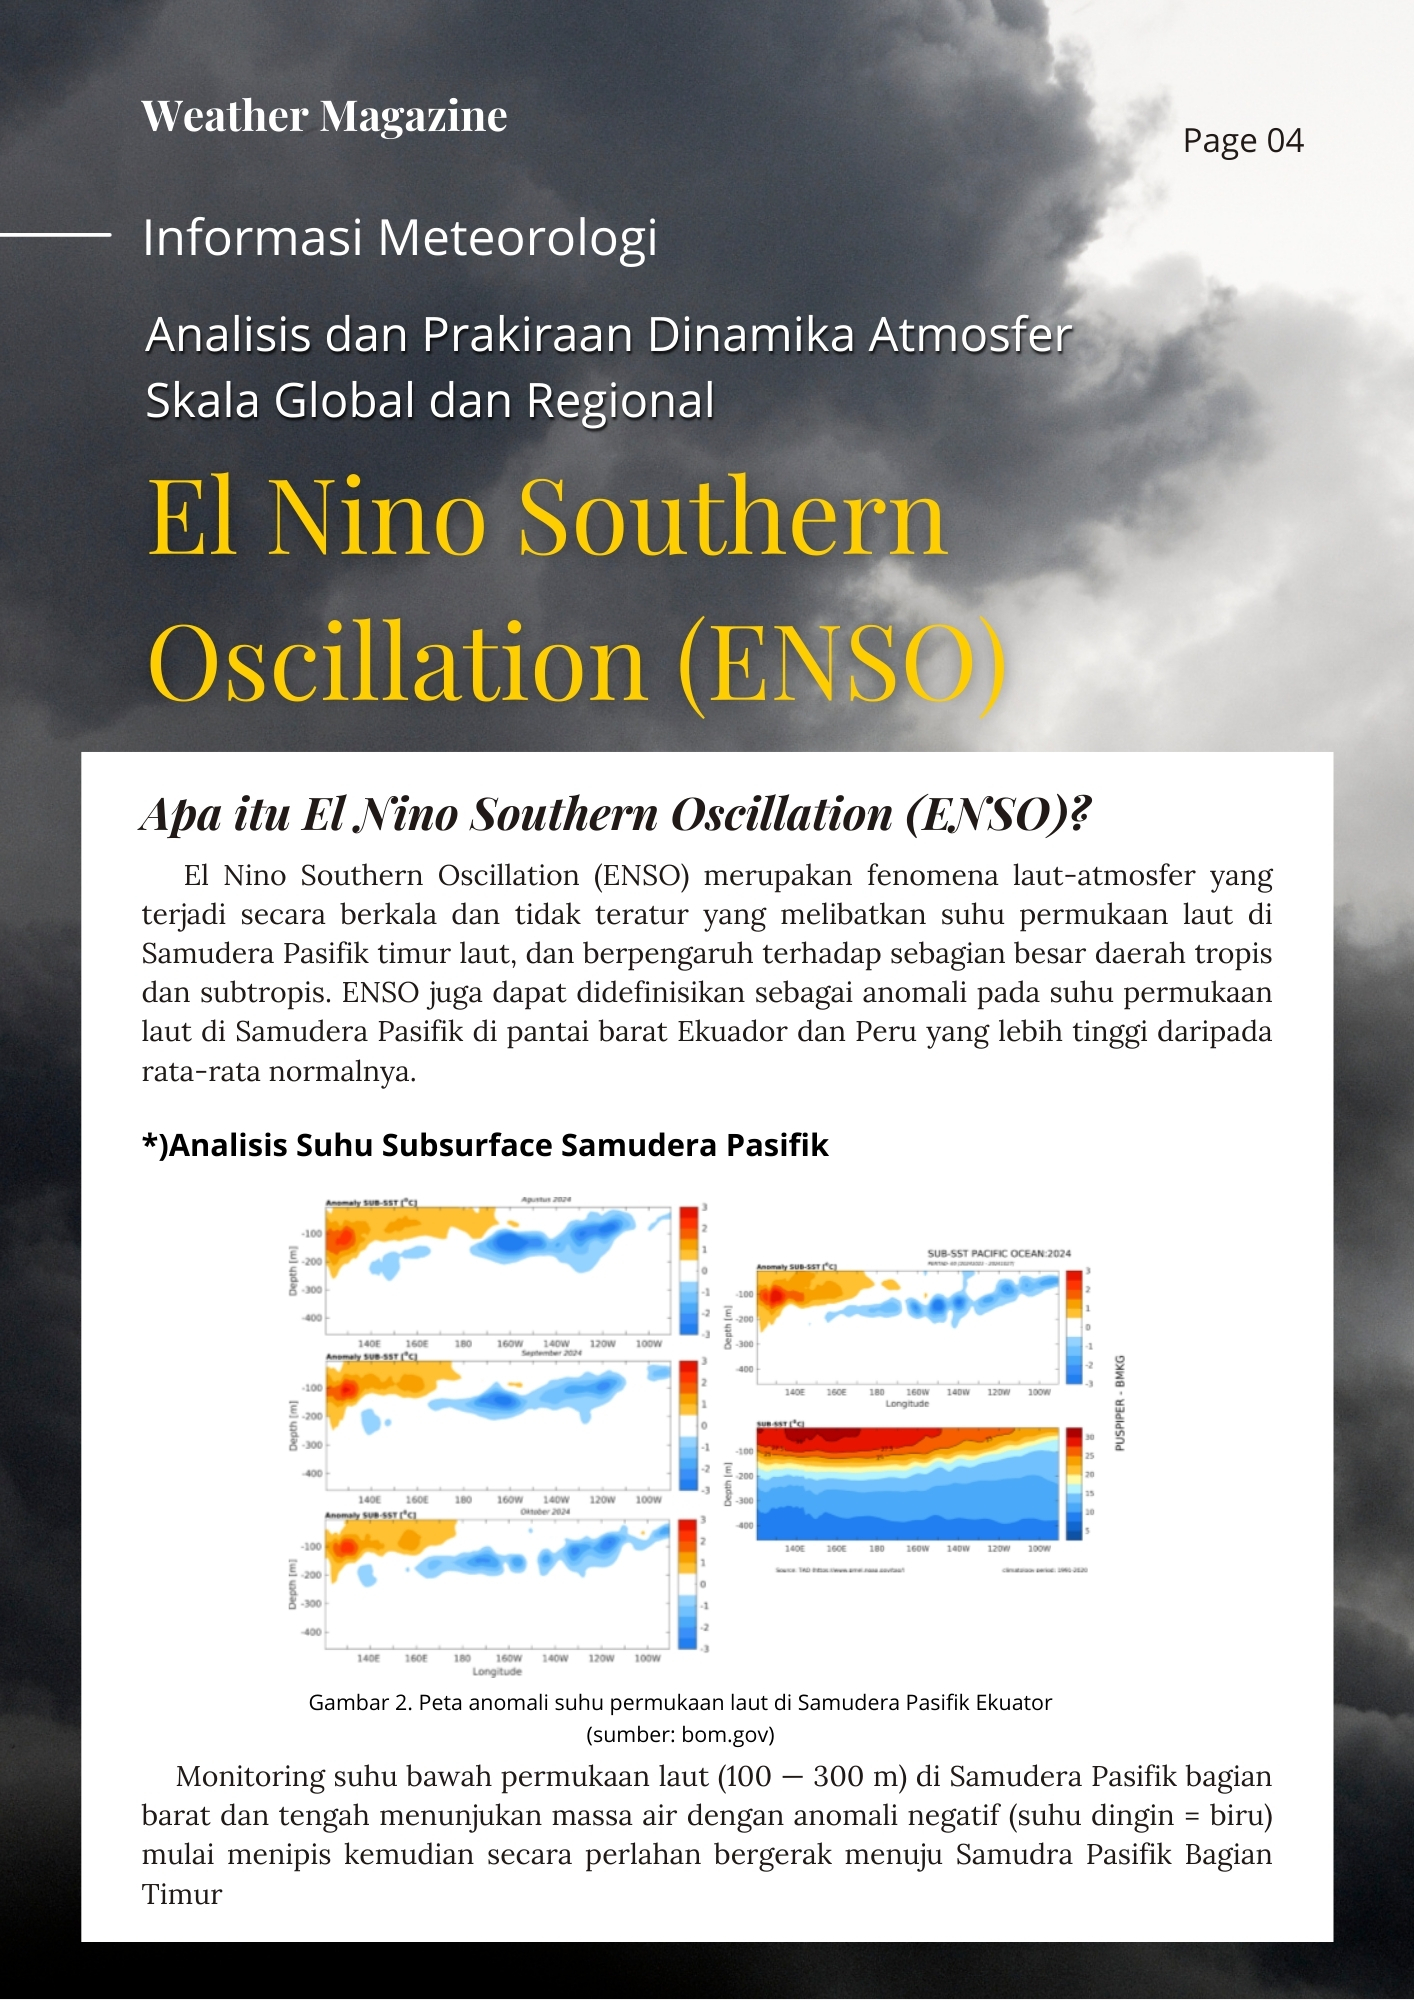 Weather Magazine
Page 04
Informasi Meteorologi
Analisis dan Prakiraan Dinamika Atmosfer
Skala Global dan Regional
El Nino Southern
Oscillation (ENSO)
Apa itu El Nino Southern Oscillation (ENSO)?
El Nino Southern Oscillation (ENSO) merupakan fenomena laut-atmosfer yang
terjadi secara berkala dan tidak teratur yang melibatkan suhu permukaan laut di
Samudera Pasifik timur laut, dan berpengaruh terhadap sebagian besar daerah tropis
dan subtropis. ENSO juga dapat didefinisikan sebagai anomali pada suhu permukaan
laut di Samudera Pasifik di pantai barat Ekuador dan Peru yang lebih tinggi daripada
rata-rata normalnya.
*)Analisis Suhu Subsurface Samudera Pasifik
Anomaly SUB-SST [°C]
Agustus 2024
3
2
1
0
-1
-2
-3
Depth [m]
-100
-200
-300
-400
140E 160E 180 160W 140W 120W 100W
Anomaly SUB-SST [°C]
September 2024
3
2
1
0
-1
-2
-3
Depth [m]
-100
-200
-300
-400
140E 160E 180 160W 140W 120W 100W
Anomaly SUB-SST [°C]
Oktober 2024
3
2
1
0
-1
-2
-3
Depth [m]
-100
-200
-300
-400
140E 160E 180 160W 140W 120W 100W
Longitude
SUB-SST PACIFIC OCEAN:2024
Anomaly SUB-SST [°C]
3
2
1
0
-1
-2
-3
Depth [m]
-100
-200
-300
-400
140E 160E 180 160W 140W 120W 100W
Longitude
SUB-SST [°C]
30
25
20
15
10
5
Depth [m]
-100
-200
-300
-400
140E 160E 180 160W 140W 120W 100W
climatology period: 1991-2020
PUSPIPER - BMKG
Gambar 2. Peta anomali suhu permukaan laut di Samudera Pasifik Ekuator
(sumber: bom.gov)
Monitoring suhu bawah permukaan laut (100 — 300 m) di Samudera Pasifik bagian
barat dan tengah menunjukan massa air dengan anomali negatif (suhu dingin = biru)
mulai menipis kemudian secara perlahan bergerak menuju Samudra Pasifik Bagian
Timur